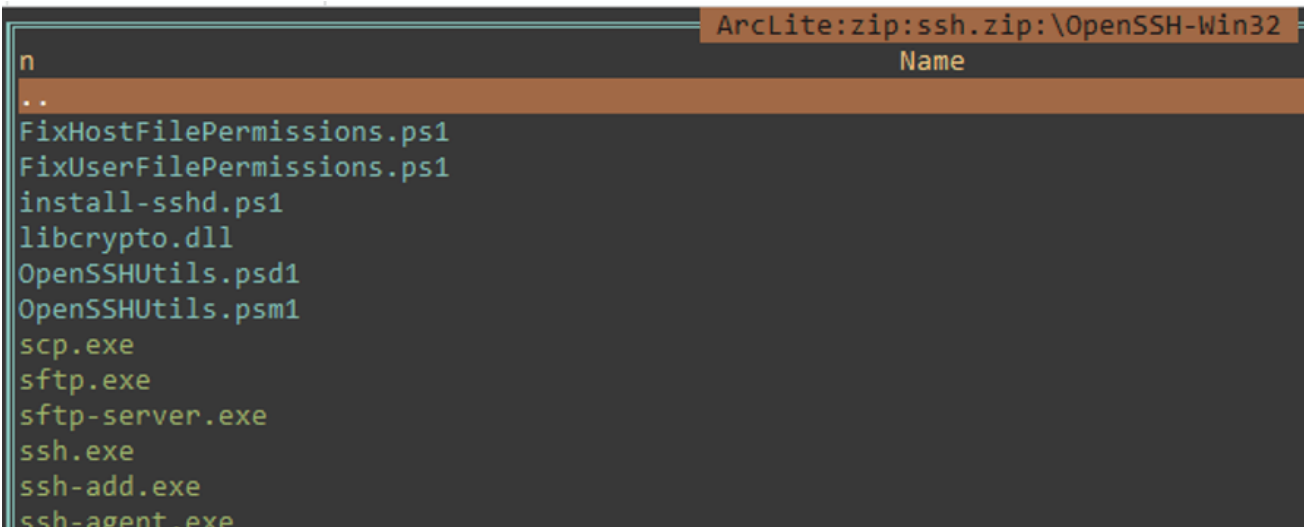 ArcLite:zip:ssh.zip:\OpenSSH-Win32
n Name
..
FixHostFilePermissions.ps1
FixUserFilePermissions.ps1
install-sshd.ps1
libcrypto.dll
OpenSSHUtils.psd1
OpenSSHUtils.psm1
scp.exe
sftp.exe
sftp-server.exe
ssh.exe
ssh-add.exe
ssh-agent.exe